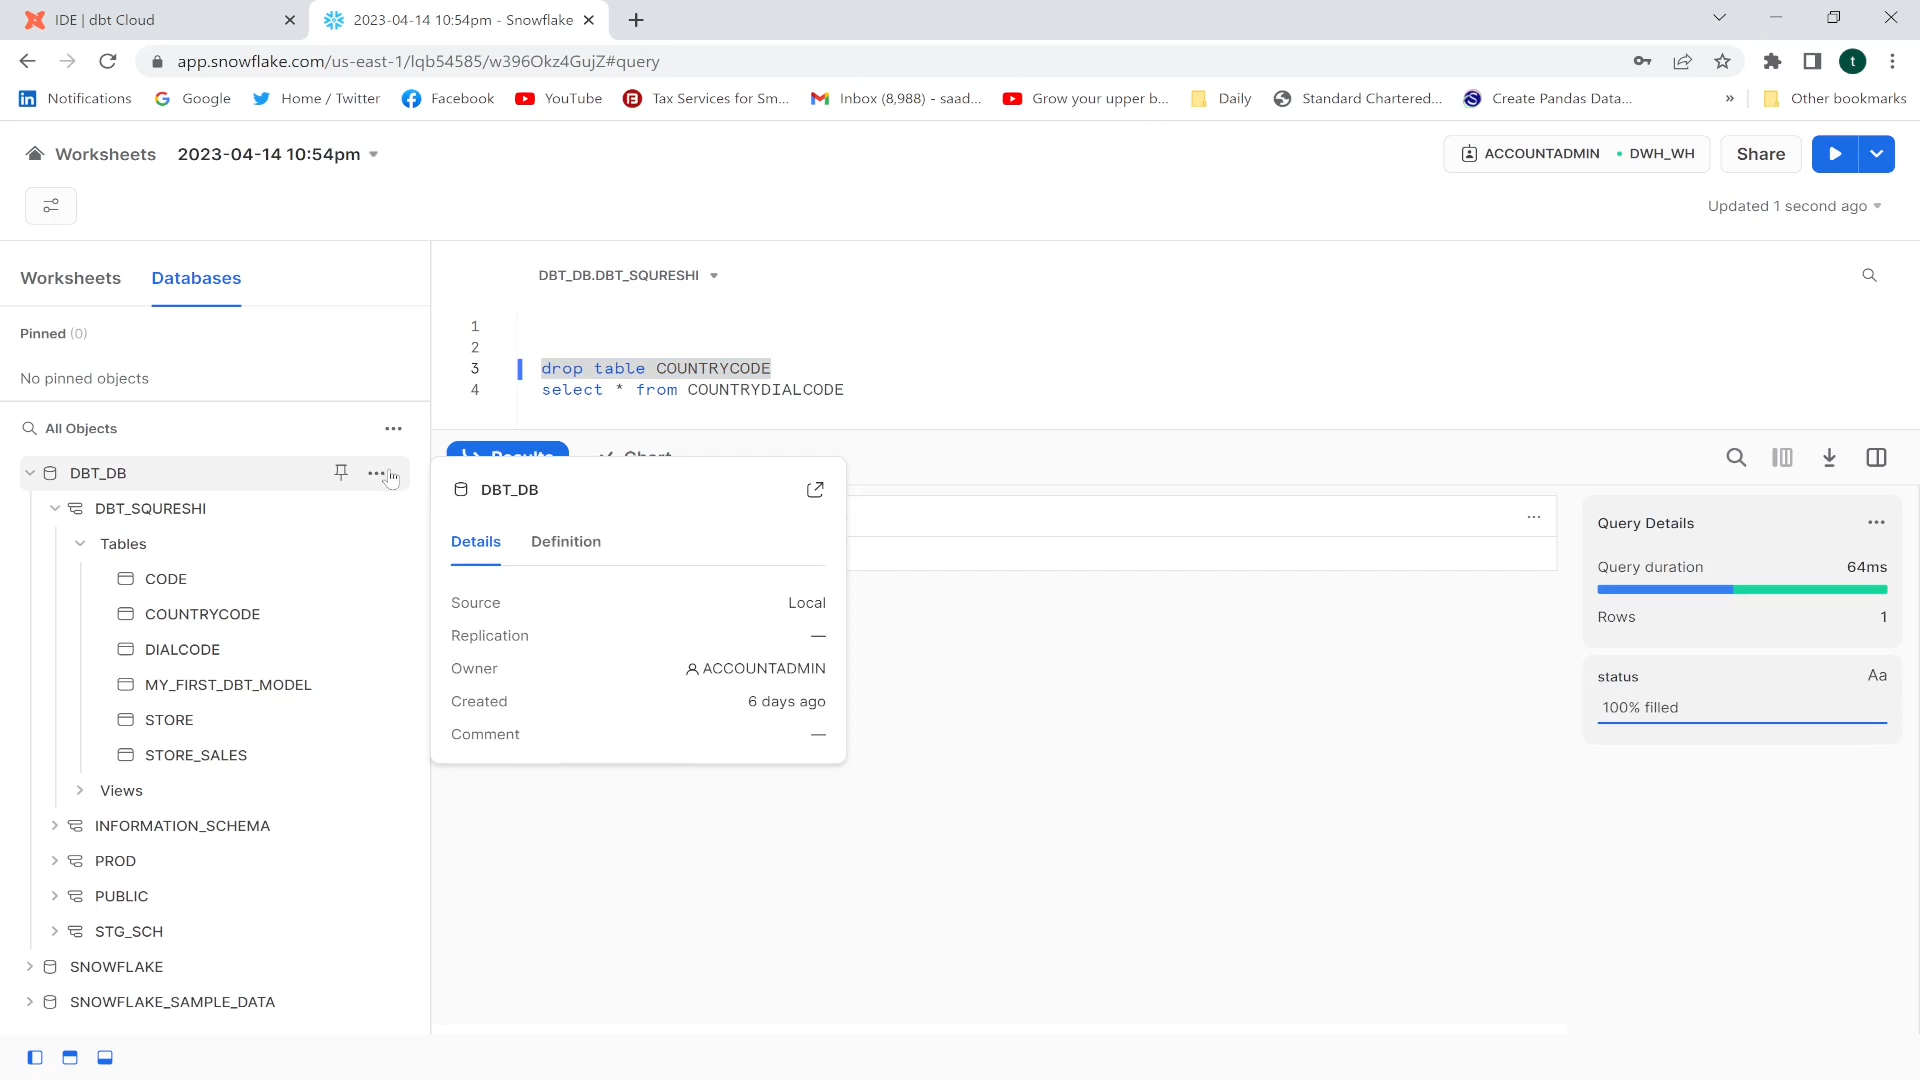 IDE | dbt Cloud
2023-04-14 10:54pm - Snowflake
app.snowflake.com/us-east-1/lqb54585/w396Okz4GujZ#query
t
Notifications
Google
Home / Twitter
Facebook
YouTube
Tax Services for Sm...
Inbox (8,988) - saad...
Grow your upper b...
Daily
Standard Chartered...
Create Pandas Data...
»
Other bookmarks
Worksheets
2023-04-14 10:54pm
ACCOUNTADMIN
DWH_WH
Share
Updated 1 second ago
Worksheets
Databases
DBT_DB.DBT_SQURESHI
Pinned (0)
No pinned objects
1
2
3 drop table COUNTRYCODE
4 select * from COUNTRYDIALCODE
All Objects
Results
Chart
DBT_DB
DBT_SQURESHI
Tables
CODE
COUNTRYCODE
DIALCODE
MY_FIRST_DBT_MODEL
STORE
STORE_SALES
Views
INFORMATION_SCHEMA
PROD
PUBLIC
STG_SCH
SNOWFLAKE
SNOWFLAKE_SAMPLE_DATA
DBT_DB
Details
Definition
Source Local
Replication —
Owner ACCOUNTADMIN
Created 6 days ago
Comment —
Query Details
Query duration 64ms
Rows 1
status Aa
100% filled